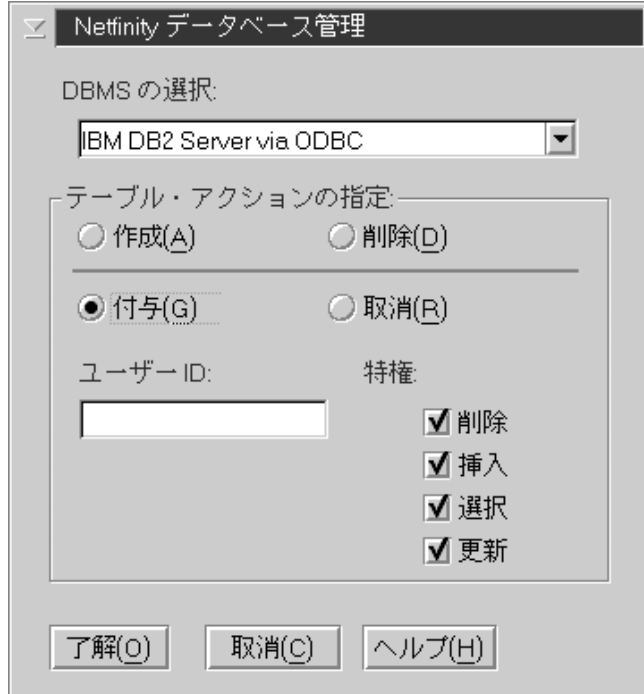 Netfinity データベース管理
DBMS の選択:
IBM DB2 Server via ODBC
テーブル・アクションの指定:
作成(A) 削除(D)
付与(G) 取消(R)
ユーザー ID: 特権:
削除
挿入
選択
更新
了解(O) 取消(C) ヘルプ(H)